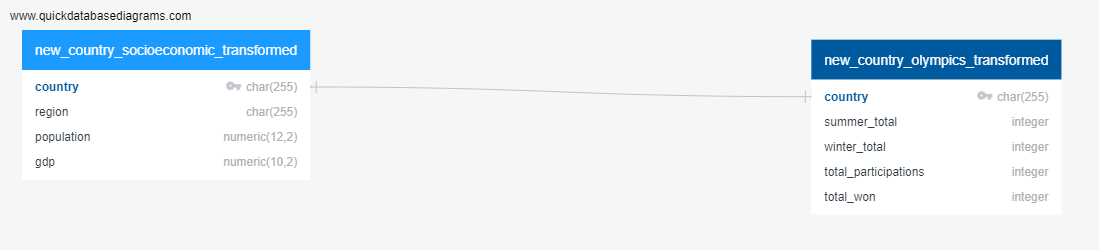 www.quickdatabasediagrams.com
new_country_socioeconomic_transformed
country char(255)
region char(255)
population numeric(12,2)
gdp numeric(10,2)
new_country_olympics_transformed
country char(255)
summer_total integer
winter_total integer
total_participations integer
total_won integer